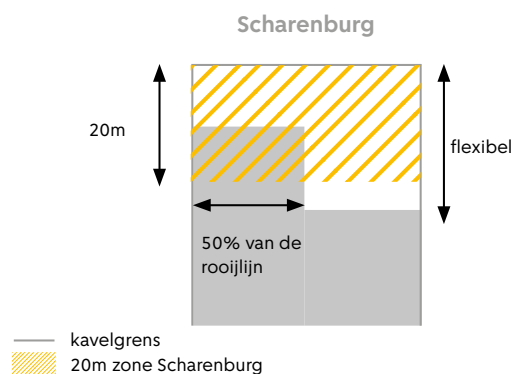 Scharenburg
20m
flexibel
50% van de
rooijlijn
kavelgrens
20m zone Scharenburg